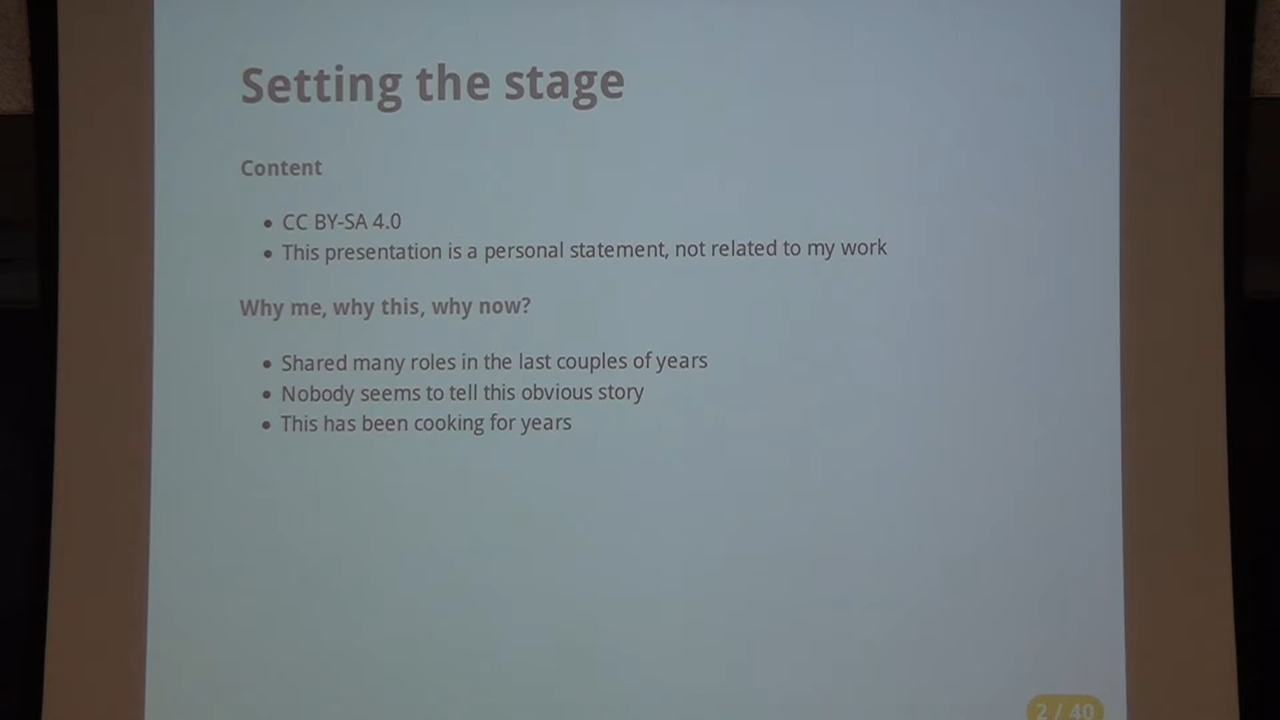 Setting the stage
Content
• CC BY-SA 4.0
• This presentation is a personal statement, not related to my work
Why me, why this, why now?
• Shared many roles in the last couples of years
• Nobody seems to tell this obvious story
• This has been cooking for years
2 / 40